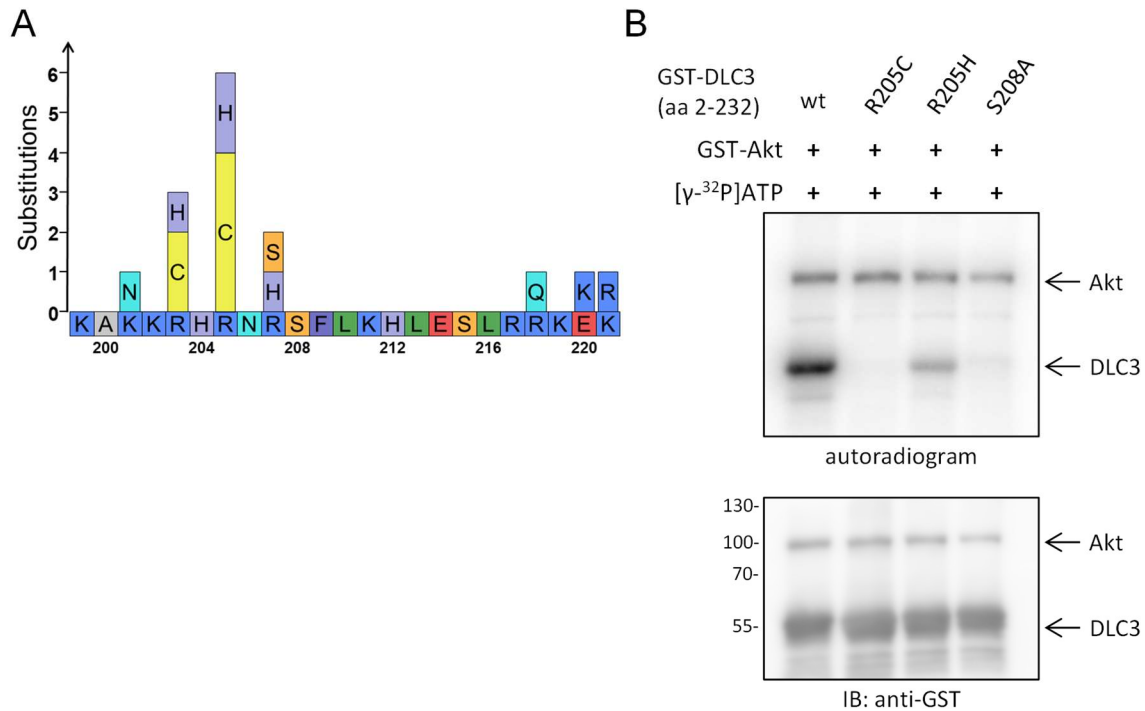 A
Substitutions
6
5
4
3
2
1
0
N
H
C
H
C
S
H
Q
K
R
K A K K R H R N R S F L K H L E S L R R K E K
200 204 208 212 216 220
B
GST-DLC3
(aa 2-232)
wt R205C R205H S208A
GST-Akt + + + +
[γ-³²P]ATP + + + +
Akt
DLC3
autoradiogram
130-
100-
70-
55-
Akt
DLC3
IB: anti-GST